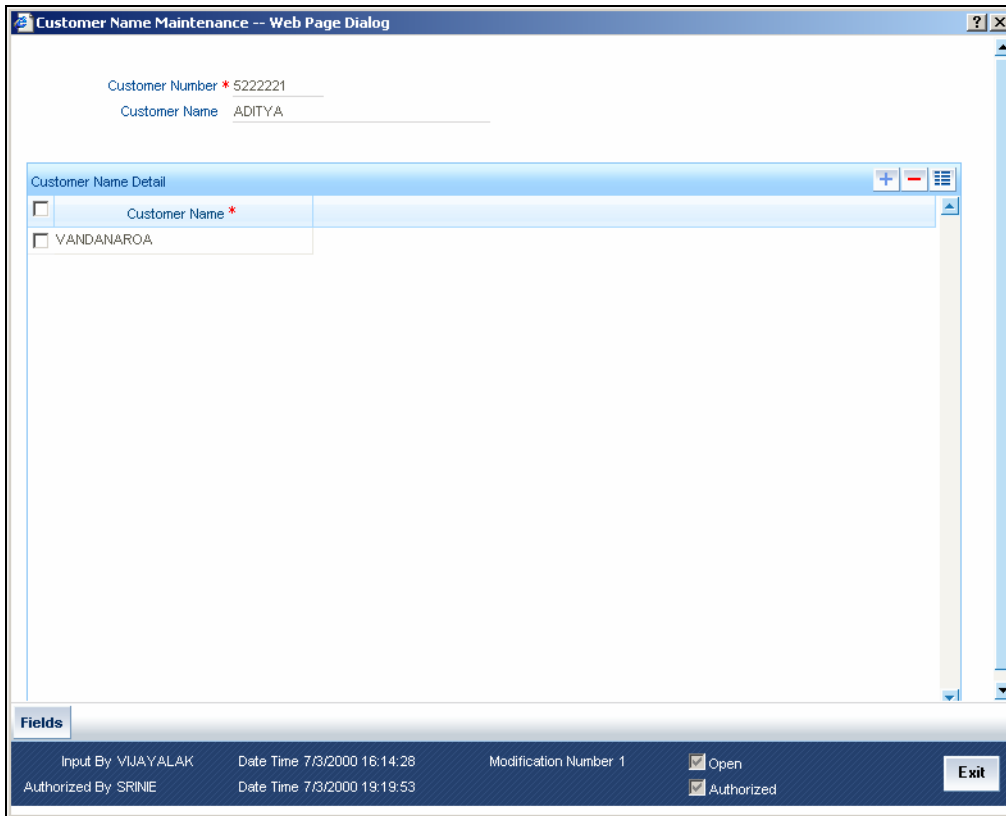 Customer Name Maintenance -- Web Page Dialog
Customer Number * 5222221
Customer Name ADITYA
Customer Name Detail
Customer Name *
VANDANAROA
Fields
Input By VIJAYALAK Date Time 7/3/2000 16:14:28 Modification Number 1 Open
Authorized By SRINIE Date Time 7/3/2000 19:19:53 Authorized
Exit